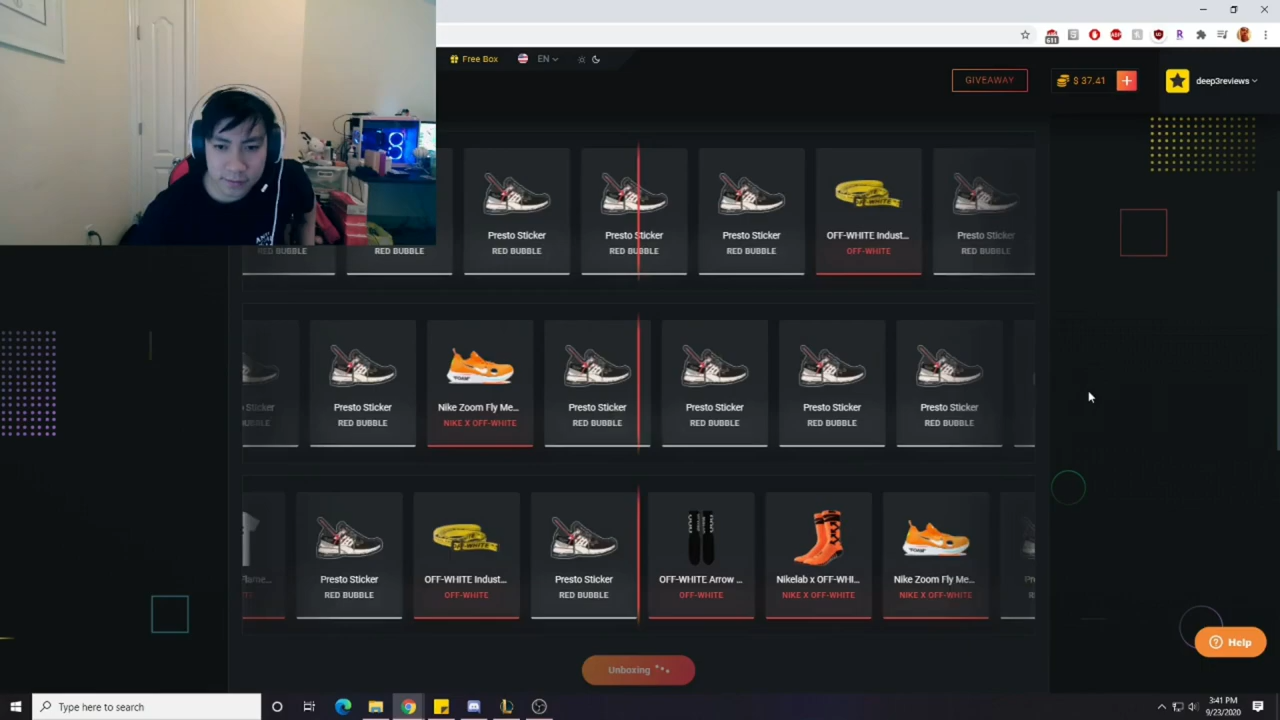 Free Box
EN
GIVEAWAY
$ 37.41
deep3reviews
Presto Sticker Presto Sticker Presto Sticker OFF-WHITE Indust... Presto Sticker
RED BUBBLE RED BUBBLE RED BUBBLE RED BUBBLE RED BUBBLE OFF-WHITE RED BUBBLE
Sticker Presto Sticker Nike Zoom Fly Me... Presto Sticker Presto Sticker Presto Sticker Presto Sticker
RED BUBBLE NIKE X OFF-WHITE RED BUBBLE RED BUBBLE RED BUBBLE RED BUBBLE
Flame... Presto Sticker OFF-WHITE Indust... Presto Sticker OFF-WHITE Arrow ... Nikelab x OFF-WHI... Nike Zoom Fly Me...
RED BUBBLE OFF-WHITE RED BUBBLE OFF-WHITE NIKE X OFF-WHITE NIKE X OFF-WHITE
Unboxing
Help
Type here to search
3:41 PM
9/23/2020